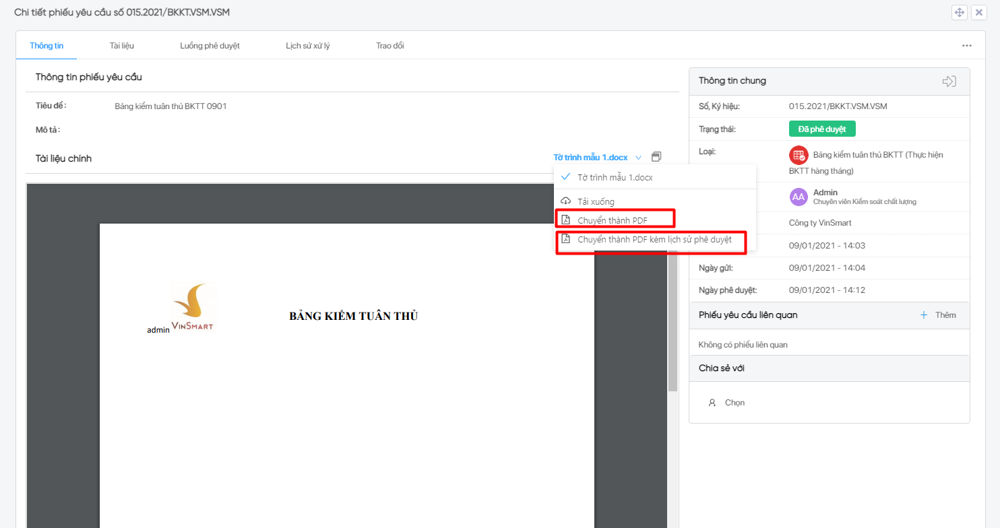 Chi tiết phiếu yêu cầu số 015.2021/BKKT.VSM.VSM
Thông tin
Tài liệu
Luồng phê duyệt
Lịch sử xử lý
Trao đổi
Thông tin phiếu yêu cầu
Tiêu đề:
Bảng kiểm tuân thủ BKTT 0901
Mô tả:
Tài liệu chính
Tờ trình mẫu 1.docx
Tờ trình mẫu 1.docx
Tải xuống
Chuyển thành PDF
Chuyển thành PDF kèm lịch sử phê duyệt
admin
VINSMART
BẢNG KIỂM TUÂN THỦ
Thông tin chung
Số, Ký hiệu:
015.2021/BKKT.VSM.VSM
Trạng thái:
Đã phê duyệt
Loại:
Bảng kiểm tuân thủ BKTT (Thực hiện
BKTT hàng tháng)
AA
Admin
Chuyên viên Kiểm soát chất lượng
Công ty VinSmart
09/01/2021 - 14:03
Ngày gửi:
09/01/2021 - 14:04
Ngày phê duyệt:
09/01/2021 - 14:12
Phiếu yêu cầu liên quan
+ Thêm
Không có phiếu liên quan
Chia sẻ với
Chọn